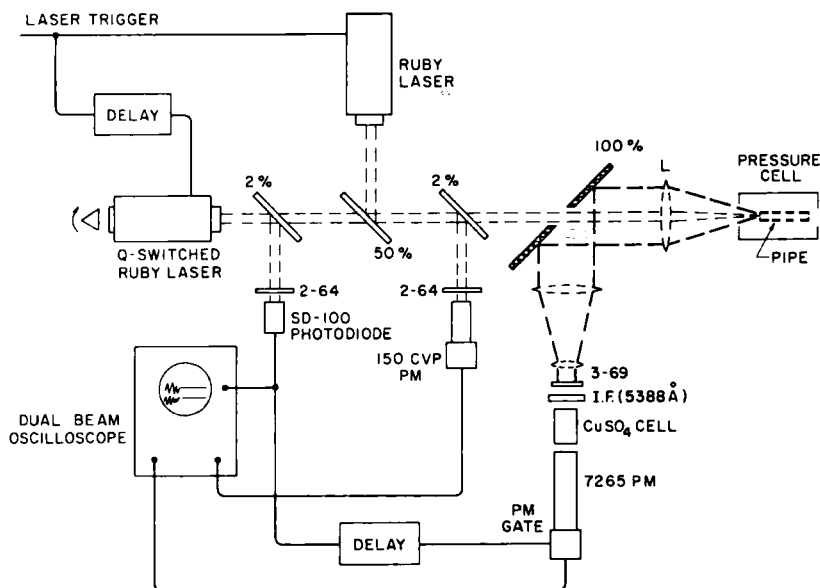 LASER TRIGGER
RUBY
LASER
DELAY
100 %
L
PRESSURE
CELL
2 %
2 %
50 %
Q-SWITCHED
RUBY LASER
PIPE
2-64
2-64
SD-100
PHOTODIODE
150 CVP
PM
3-69
I.F. (5388 Å)
CuSO4 CELL
DUAL BEAM
OSCILLOSCOPE
7265 PM
PM
GATE
DELAY